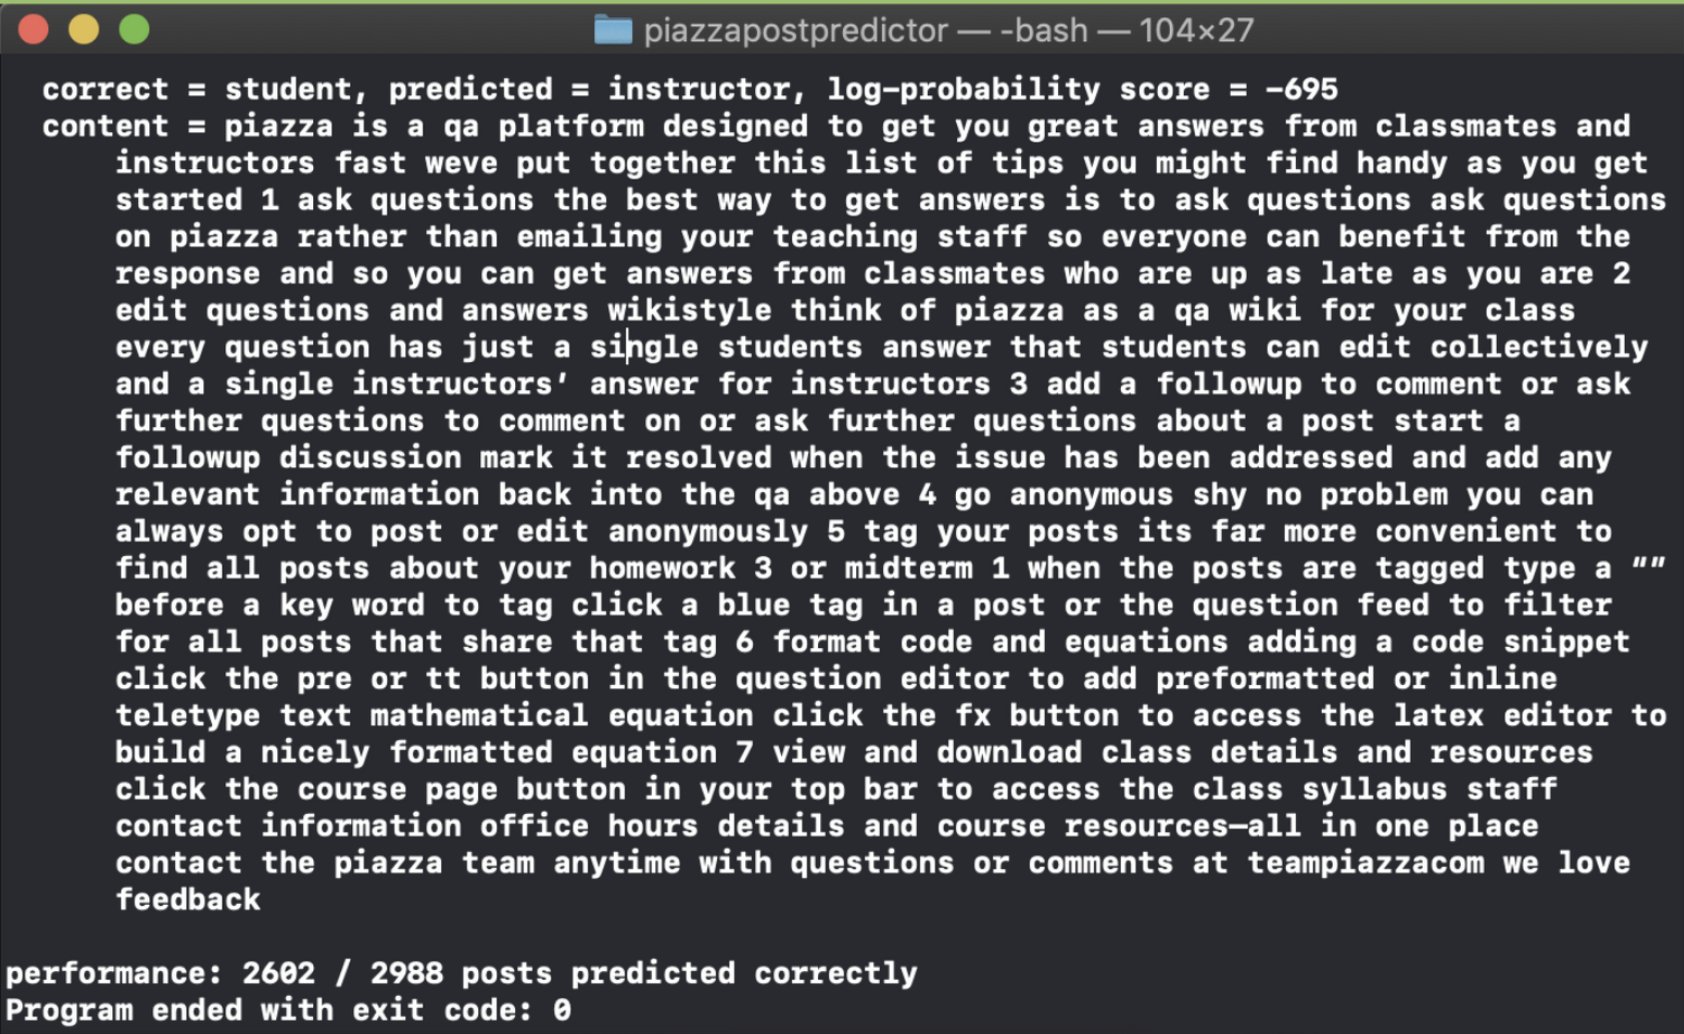 piazzapostpredictor — -bash — 104×27
correct = student, predicted = instructor, log-probability score = -695
content = piazza is a qa platform designed to get you great answers from classmates and
instructors fast weve put together this list of tips you might find handy as you get
started 1 ask questions the best way to get answers is to ask questions ask questions
on piazza rather than emailing your teaching staff so everyone can benefit from the
response and so you can get answers from classmates who are up as late as you are 2
edit questions and answers wikistyle think of piazza as a qa wiki for your class
every question has just a single students answer that students can edit collectively
and a single instructors’ answer for instructors 3 add a followup to comment or ask
further questions to comment on or ask further questions about a post start a
followup discussion mark it resolved when the issue has been addressed and add any
relevant information back into the qa above 4 go anonymous shy no problem you can
always opt to post or edit anonymously 5 tag your posts its far more convenient to
find all posts about your homework 3 or midterm 1 when the posts are tagged type a “”
before a key word to tag click a blue tag in a post or the question feed to filter
for all posts that share that tag 6 format code and equations adding a code snippet
click the pre or tt button in the question editor to add preformatted or inline
teletype text mathematical equation click the fx button to access the latex editor to
build a nicely formatted equation 7 view and download class details and resources
click the course page button in your top bar to access the class syllabus staff
contact information office hours details and course resources—all in one place
contact the piazza team anytime with questions or comments at teampiazzacom we love
feedback
performance: 2602 / 2988 posts predicted correctly
Program ended with exit code: 0